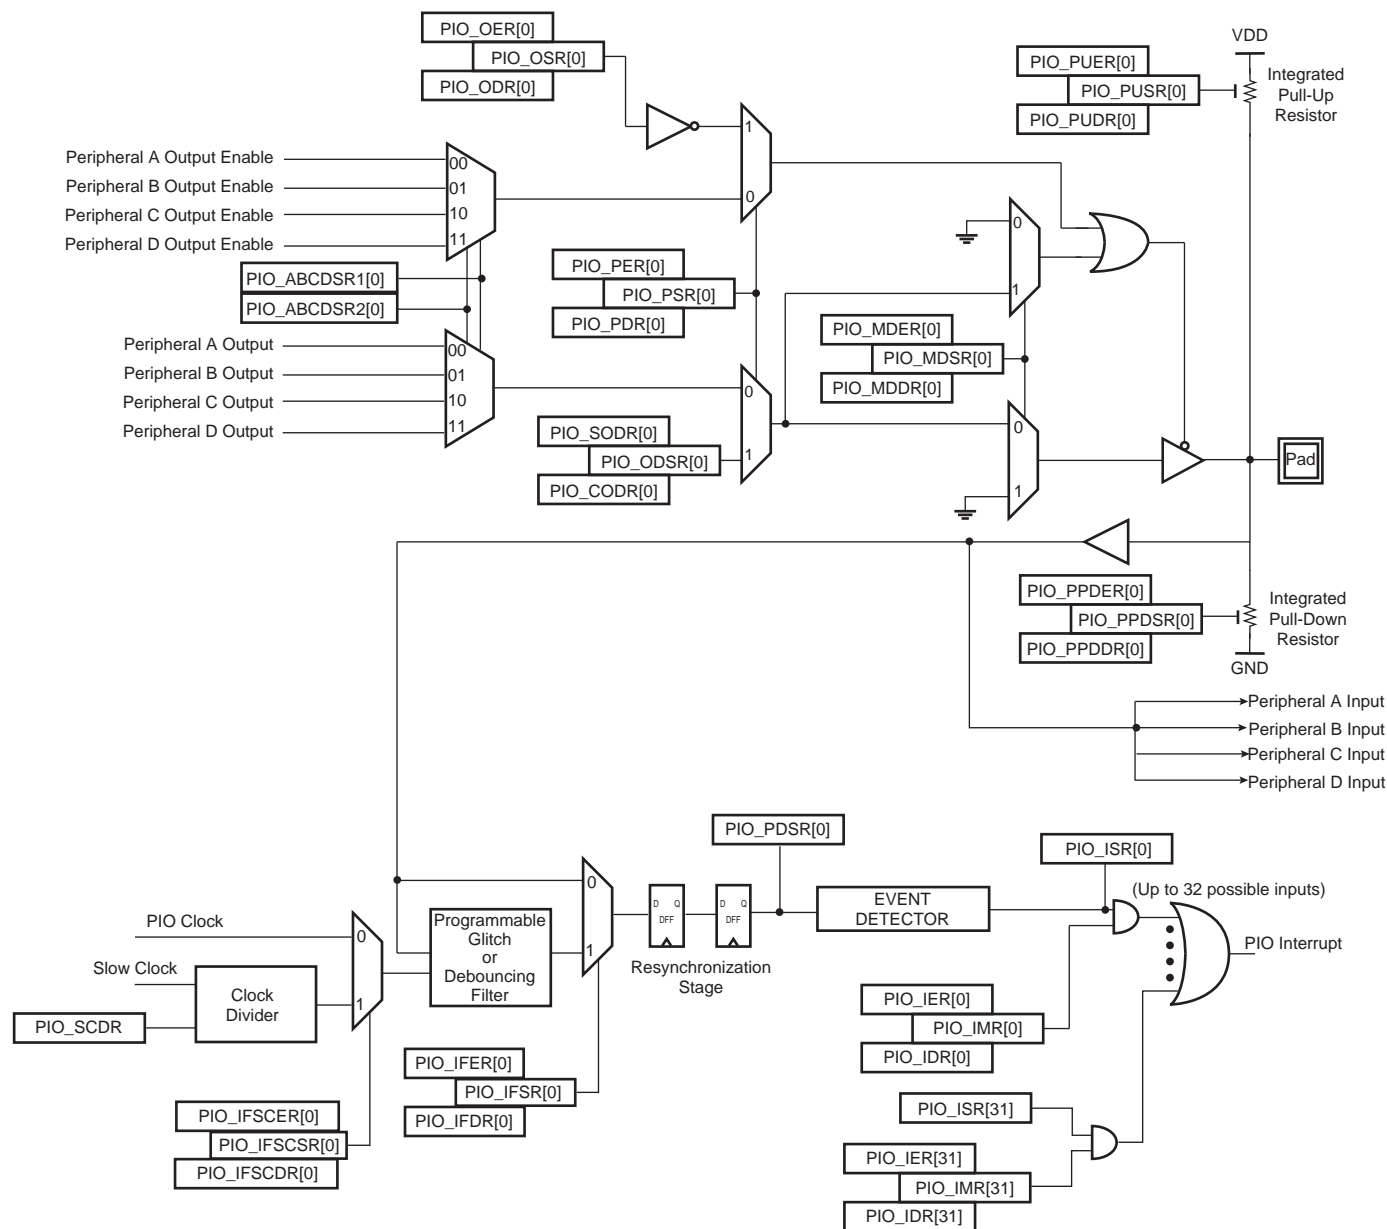 PIO_OER[0]
PIO_OSR[0]
PIO_ODR[0]
VDD
PIO_PUER[0]
PIO_PUSR[0]
PIO_PUDR[0]
Integrated
Pull-Up
Resistor
1
0
Peripheral A Output Enable
Peripheral B Output Enable
Peripheral C Output Enable
Peripheral D Output Enable
00
01
10
11
PIO_ABCDSR1[0]
PIO_ABCDSR2[0]
PIO_PER[0]
PIO_PSR[0]
PIO_PDR[0]
0
1
PIO_MDER[0]
PIO_MDSR[0]
PIO_MDDR[0]
Peripheral A Output
Peripheral B Output
Peripheral C Output
Peripheral D Output
00
01
10
11
0
1
PIO_SODR[0]
PIO_ODSR[0]
PIO_CODR[0]
0
1
Pad
PIO_PPDER[0]
PIO_PPDSR[0]
PIO_PPDDR[0]
Integrated
Pull-Down
Resistor
GND
Peripheral A Input
Peripheral B Input
Peripheral C Input
Peripheral D Input
PIO_PDSR[0]
PIO_ISR[0]
(Up to 32 possible inputs)
0
1
D Q
DFF
D Q
DFF
Resynchronization
Stage
EVENT
DETECTOR
PIO Interrupt
PIO Clock
Slow Clock
0
1
Clock
Divider
PIO_SCDR
Programmable
Glitch
or
Debouncing
Filter
PIO_IER[0]
PIO_IMR[0]
PIO_IDR[0]
PIO_IFER[0]
PIO_IFSR[0]
PIO_IFDR[0]
PIO_IFSCER[0]
PIO_IFSCSR[0]
PIO_IFSCDR[0]
PIO_ISR[31]
PIO_IER[31]
PIO_IMR[31]
PIO_IDR[31]